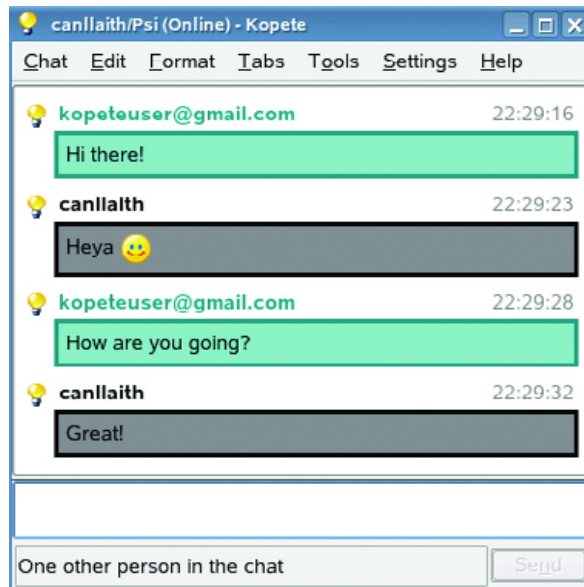 canllaith/Psi (Online) - Kopete
Chat Edit Format Tabs Tools Settings Help
kopeteuser@gmail.com 22:29:16
Hi there!
canllaIth 22:29:23
Heya
kopeteuser@gmail.com 22:29:28
How are you going?
canllaith 22:29:32
Great!
One other person in the chat Send